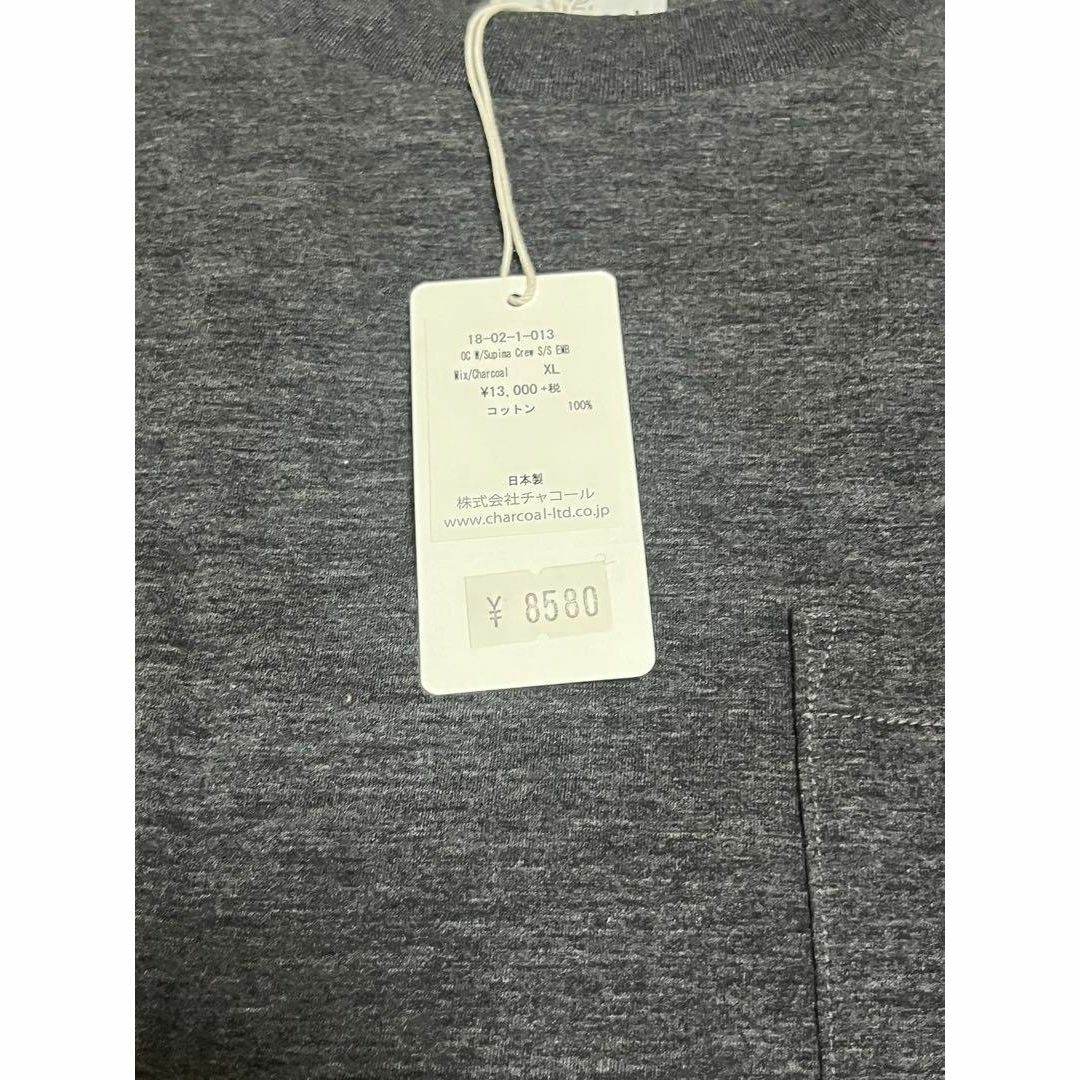 18-02-1-013
OC W/Supima Crew S/S EMB
Mix/Charcoal XL
¥13,000+税
コットン 100%
日本製
株式会社チャコール
www.charcoal-ltd.co.jp
¥ 8580